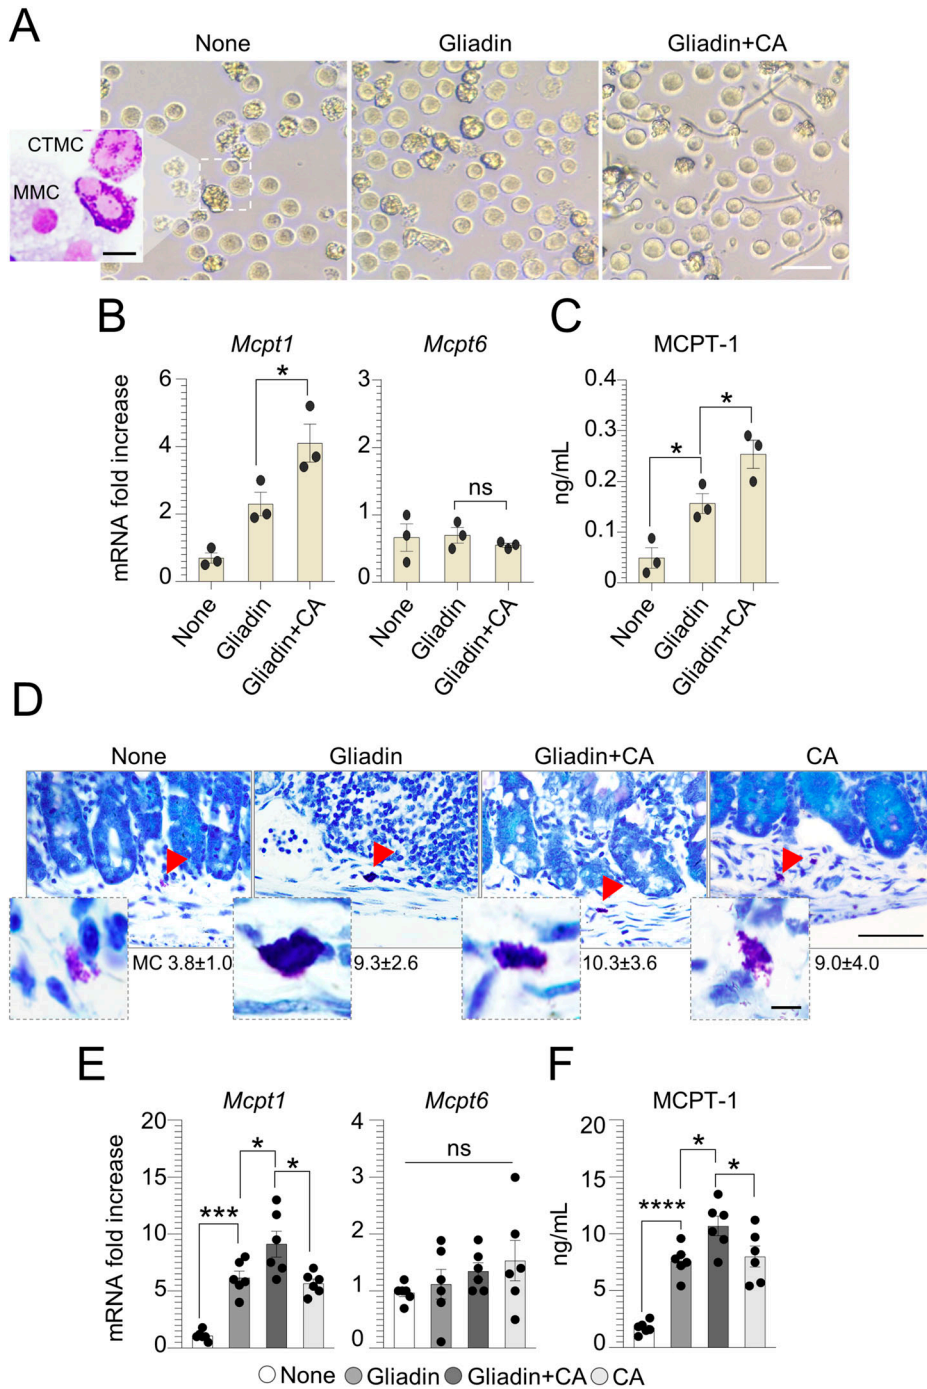 A
None Gliadin Gliadin+CA
CTMC
MMC
B
C
Mcpt1 Mcpt6 MCPT-1
mRNA fold increase
6
4
2
0
*
3
2
1
0
ns
ng/mL
0.4
0.3
0.2
0.1
0
*
*
None Gliadin Gliadin+CA
None Gliadin Gliadin+CA
None Gliadin Gliadin+CA
D
None Gliadin Gliadin+CA CA
MC 3.8±1.0 9.3±2.6 10.3±3.6 9.0±4.0
E
F
Mcpt1 Mcpt6 MCPT-1
mRNA fold increase
20
15
10
5
0
***
*
*
4
3
2
1
0
ns
ng/mL
20
15
10
5
0
****
*
*
None Gliadin Gliadin+CA CA